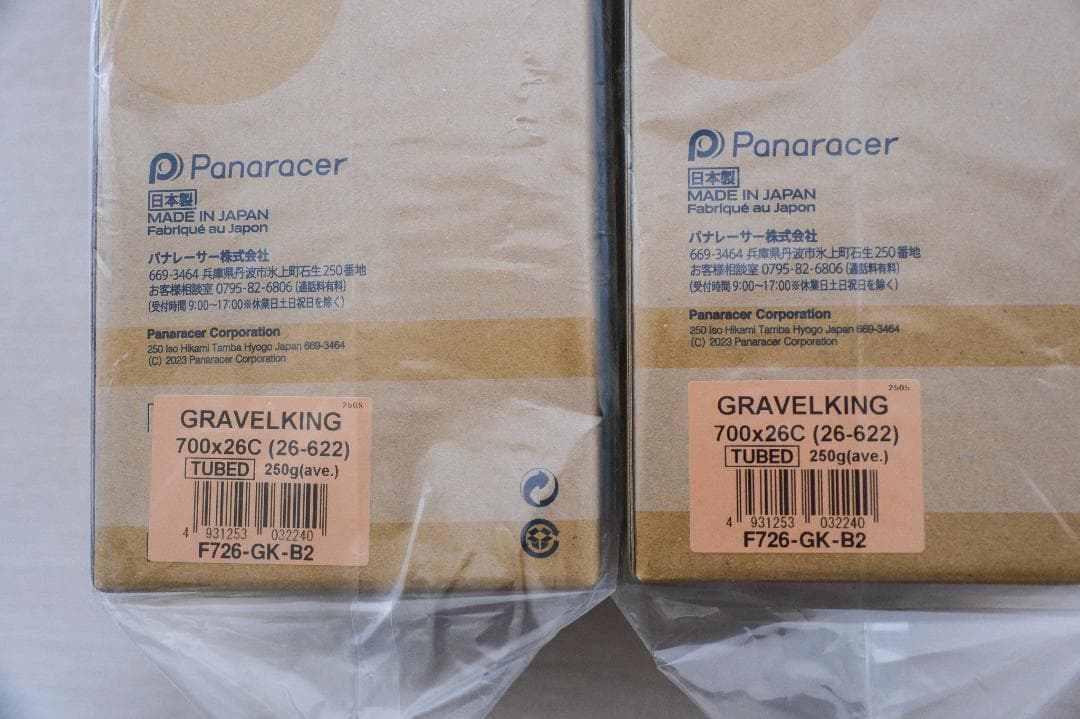 Panaracer
日本製
MADE IN JAPAN
Fabriqué au Japon
パナレーサー株式会社
669-3464 兵庫県丹波市氷上町石生250番地
お客様相談室 0795-82-6806 (通話料有料)
(受付時間 9:00〜17:00※休業日土日祝日を除く)
Panaracer Corporation
250 Iso Hikami Tamba Hyogo Japan 669-3464
(C) 2023 Panaracer Corporation
2505
GRAVELKING
700x26C (26-622)
TUBED 250g(ave.)
4 931253 032240
F726-GK-B2
Panaracer
日本製
MADE IN JAPAN
Fabriqué au Japon
パナレーサー株式会社
669-3464 兵庫県丹波市氷上町石生250番地
お客様相談室 0795-82-6806 (通話料有料)
(受付時間 9:00〜17:00※休業日土日祝日を除く)
Panaracer Corporation
250 Iso Hikami Tamba Hyogo Japan 669-3464
(C) 2023 Panaracer Corporation
2505
GRAVELKING
700x26C (26-622)
TUBED 250g(ave.)
4 931253 032240
F726-GK-B2